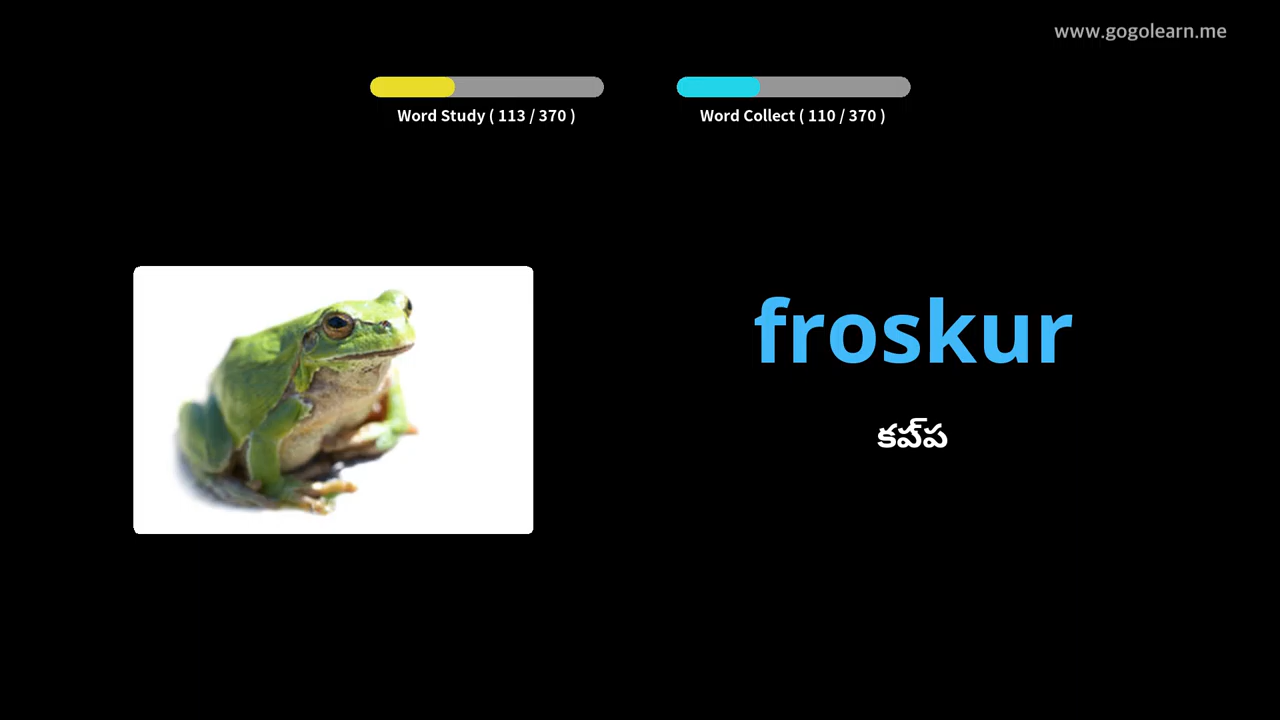 www.gogolearn.me
Word Study ( 113 / 370 )
Word Collect ( 110 / 370 )
froskur
కప్ప